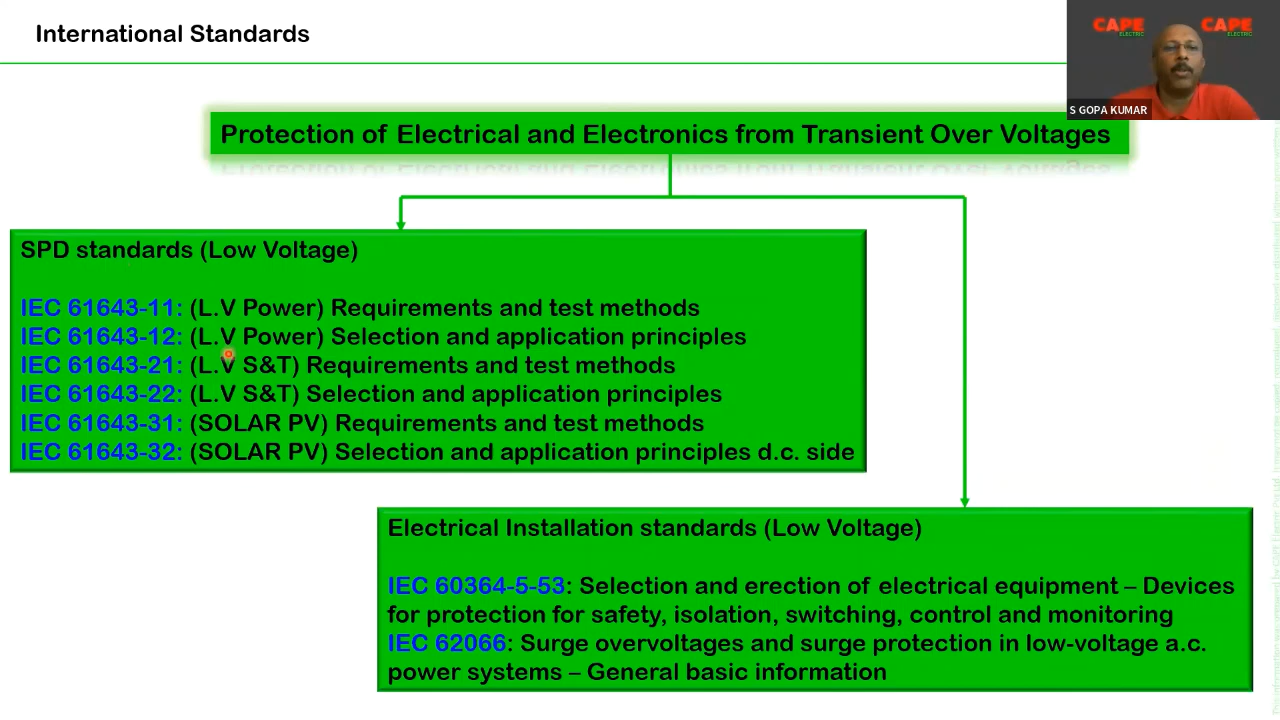 International Standards
CAPE
ELECTRIC
CAPE
ELECTRIC
S GOPA KUMAR
Protection of Electrical and Electronics from Transient Over Voltages
SPD standards (Low Voltage)
IEC 61643-11: (L.V Power) Requirements and test methods
IEC 61643-12: (L.V Power) Selection and application principles
IEC 61643-21: (L.V S&T) Requirements and test methods
IEC 61643-22: (L.V S&T) Selection and application principles
IEC 61643-31: (SOLAR PV) Requirements and test methods
IEC 61643-32: (SOLAR PV) Selection and application principles d.c. side
Electrical Installation standards (Low Voltage)
IEC 60364-5-53: Selection and erection of electrical equipment – Devices
for protection for safety, isolation, switching, control and monitoring
IEC 62066: Surge overvoltages and surge protection in low-voltage a.c.
power systems – General basic information